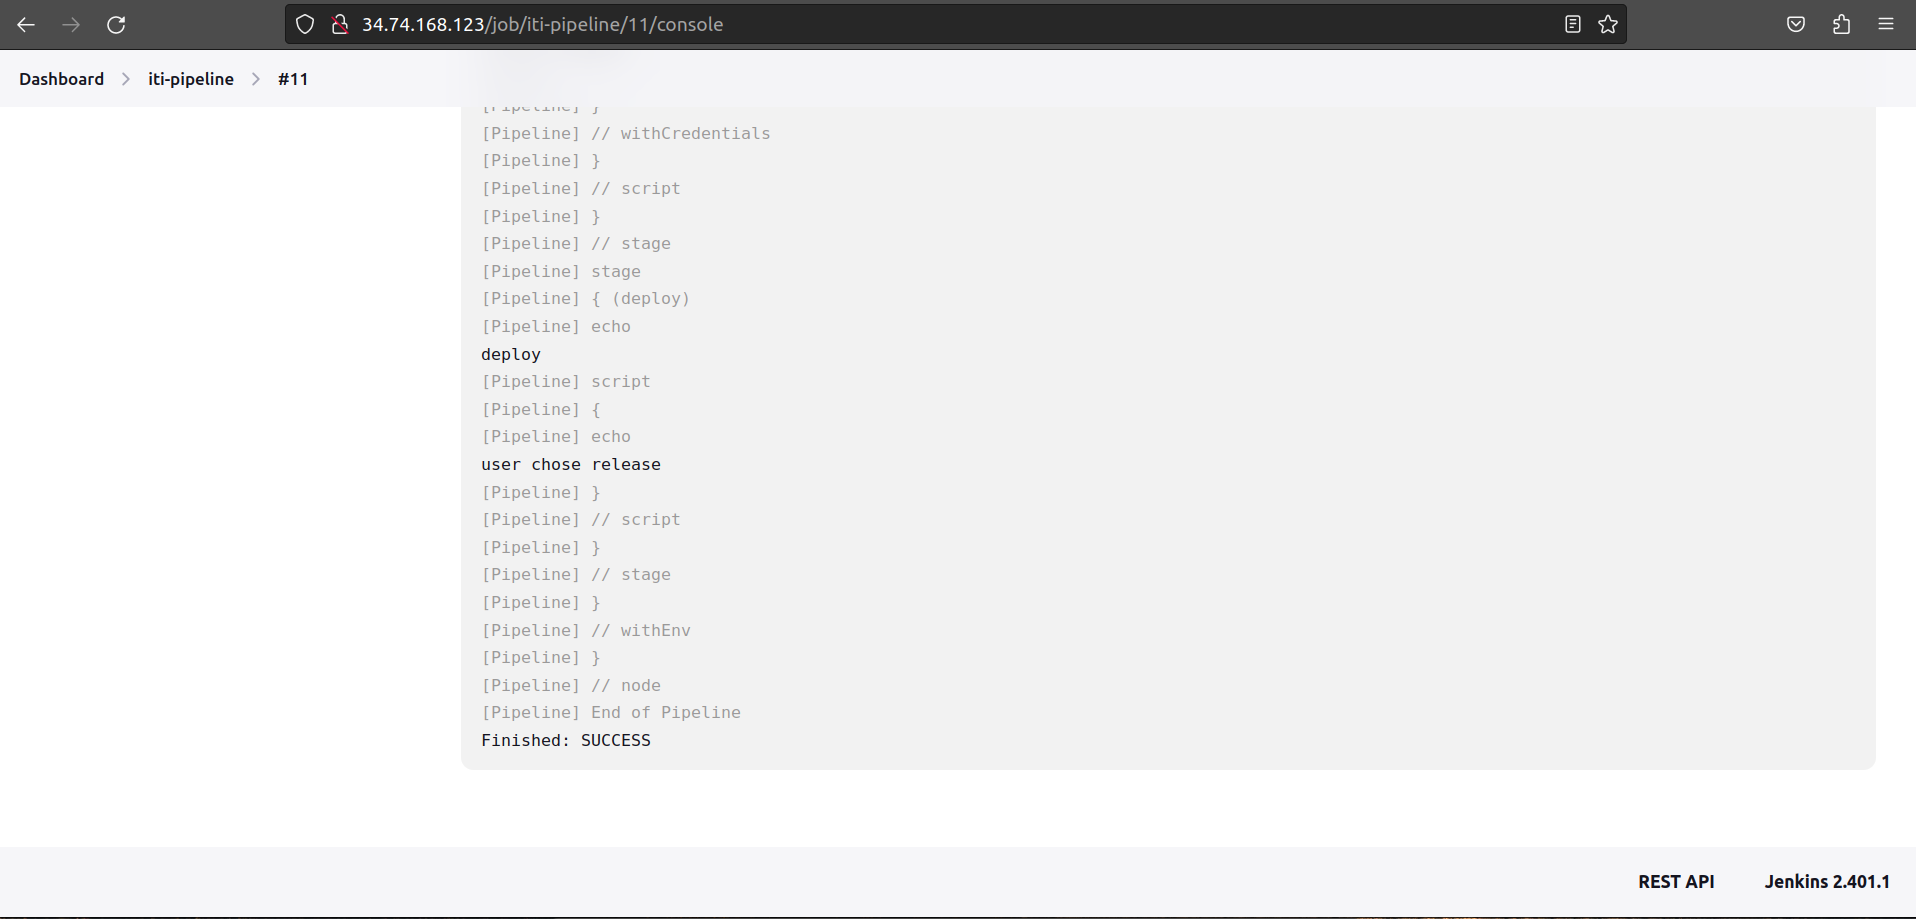 34.74.168.123/job/iti-pipeline/11/console
Dashboard > iti-pipeline > #11
[Pipeline] }
[Pipeline] // withCredentials
[Pipeline] }
[Pipeline] // script
[Pipeline] }
[Pipeline] // stage
[Pipeline] stage
[Pipeline] { (deploy)
[Pipeline] echo
deploy
[Pipeline] script
[Pipeline] {
[Pipeline] echo
user chose release
[Pipeline] }
[Pipeline] // script
[Pipeline] }
[Pipeline] // stage
[Pipeline] }
[Pipeline] // withEnv
[Pipeline] }
[Pipeline] // node
[Pipeline] End of Pipeline
Finished: SUCCESS
REST API Jenkins 2.401.1